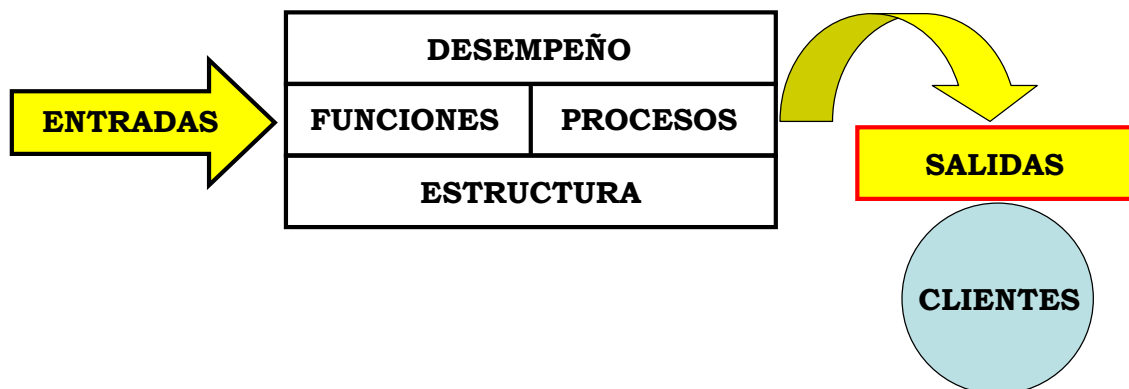 DESEMPEÑO
ENTRADAS
FUNCIONES
PROCESOS
SALIDAS
ESTRUCTURA
CLIENTES